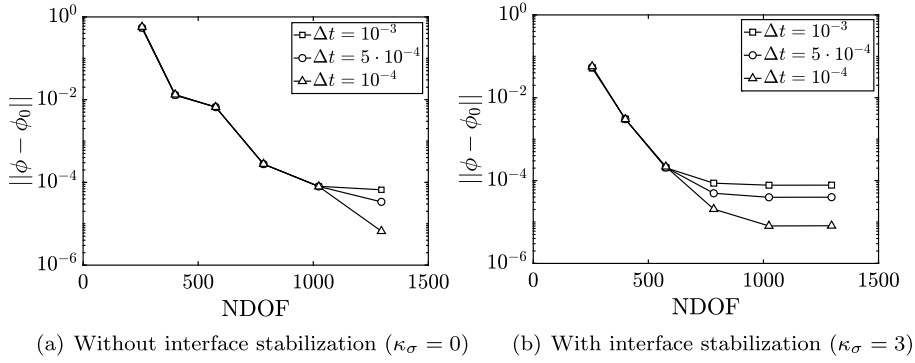 10^0
10^{-2}
10^{-4}
10^{-6}
||ϕ − ϕ_0||
Δt = 10^{-3}
Δt = 5 · 10^{-4}
Δt = 10^{-4}
0 500 1000 1500
NDOF
(a) Without interface stabilization (κ_σ = 0)
10^0
10^{-2}
10^{-4}
10^{-6}
||ϕ − ϕ_0||
Δt = 10^{-3}
Δt = 5 · 10^{-4}
Δt = 10^{-4}
0 500 1000 1500
NDOF
(b) With interface stabilization (κ_σ = 3)